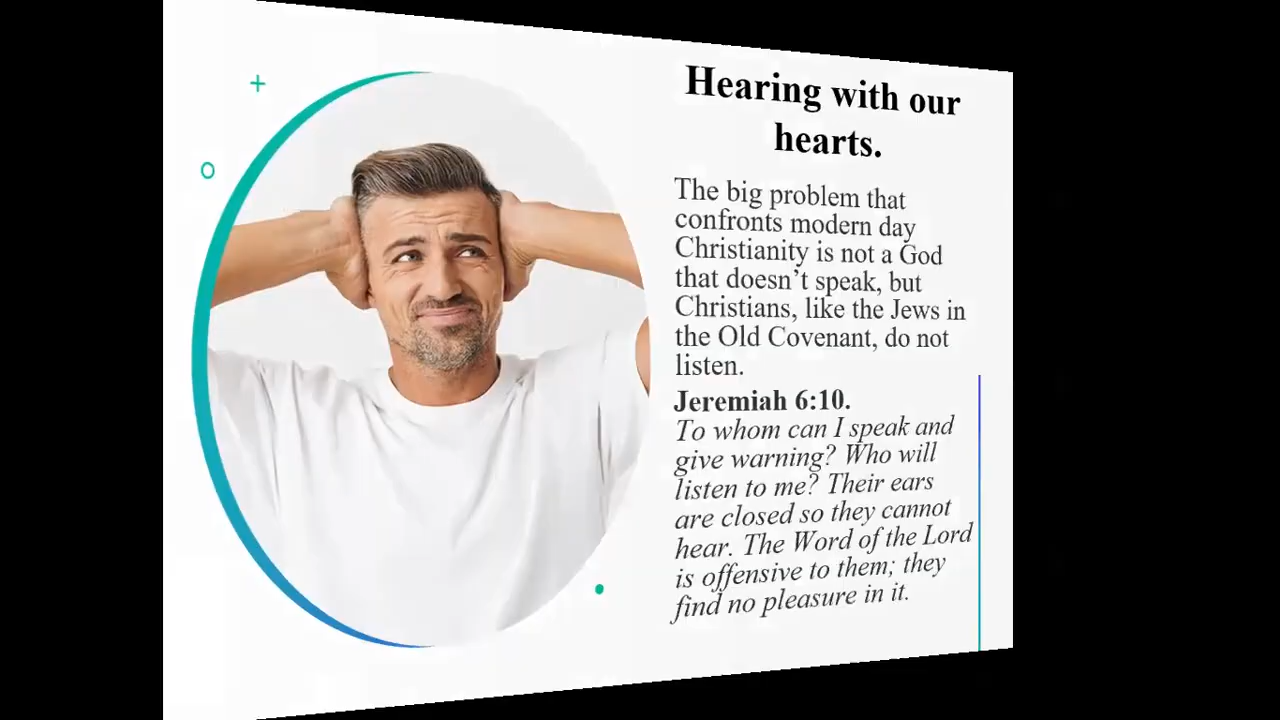 Hearing with our
hearts.
The big problem that
confronts modern day
Christianity is not a God
that doesn’t speak, but
Christians, like the Jews in
the Old Covenant, do not
listen.
Jeremiah 6:10.
To whom can I speak and
give warning? Who will
listen to me? Their ears
are closed so they cannot
hear. The Word of the Lord
is offensive to them; they
find no pleasure in it.